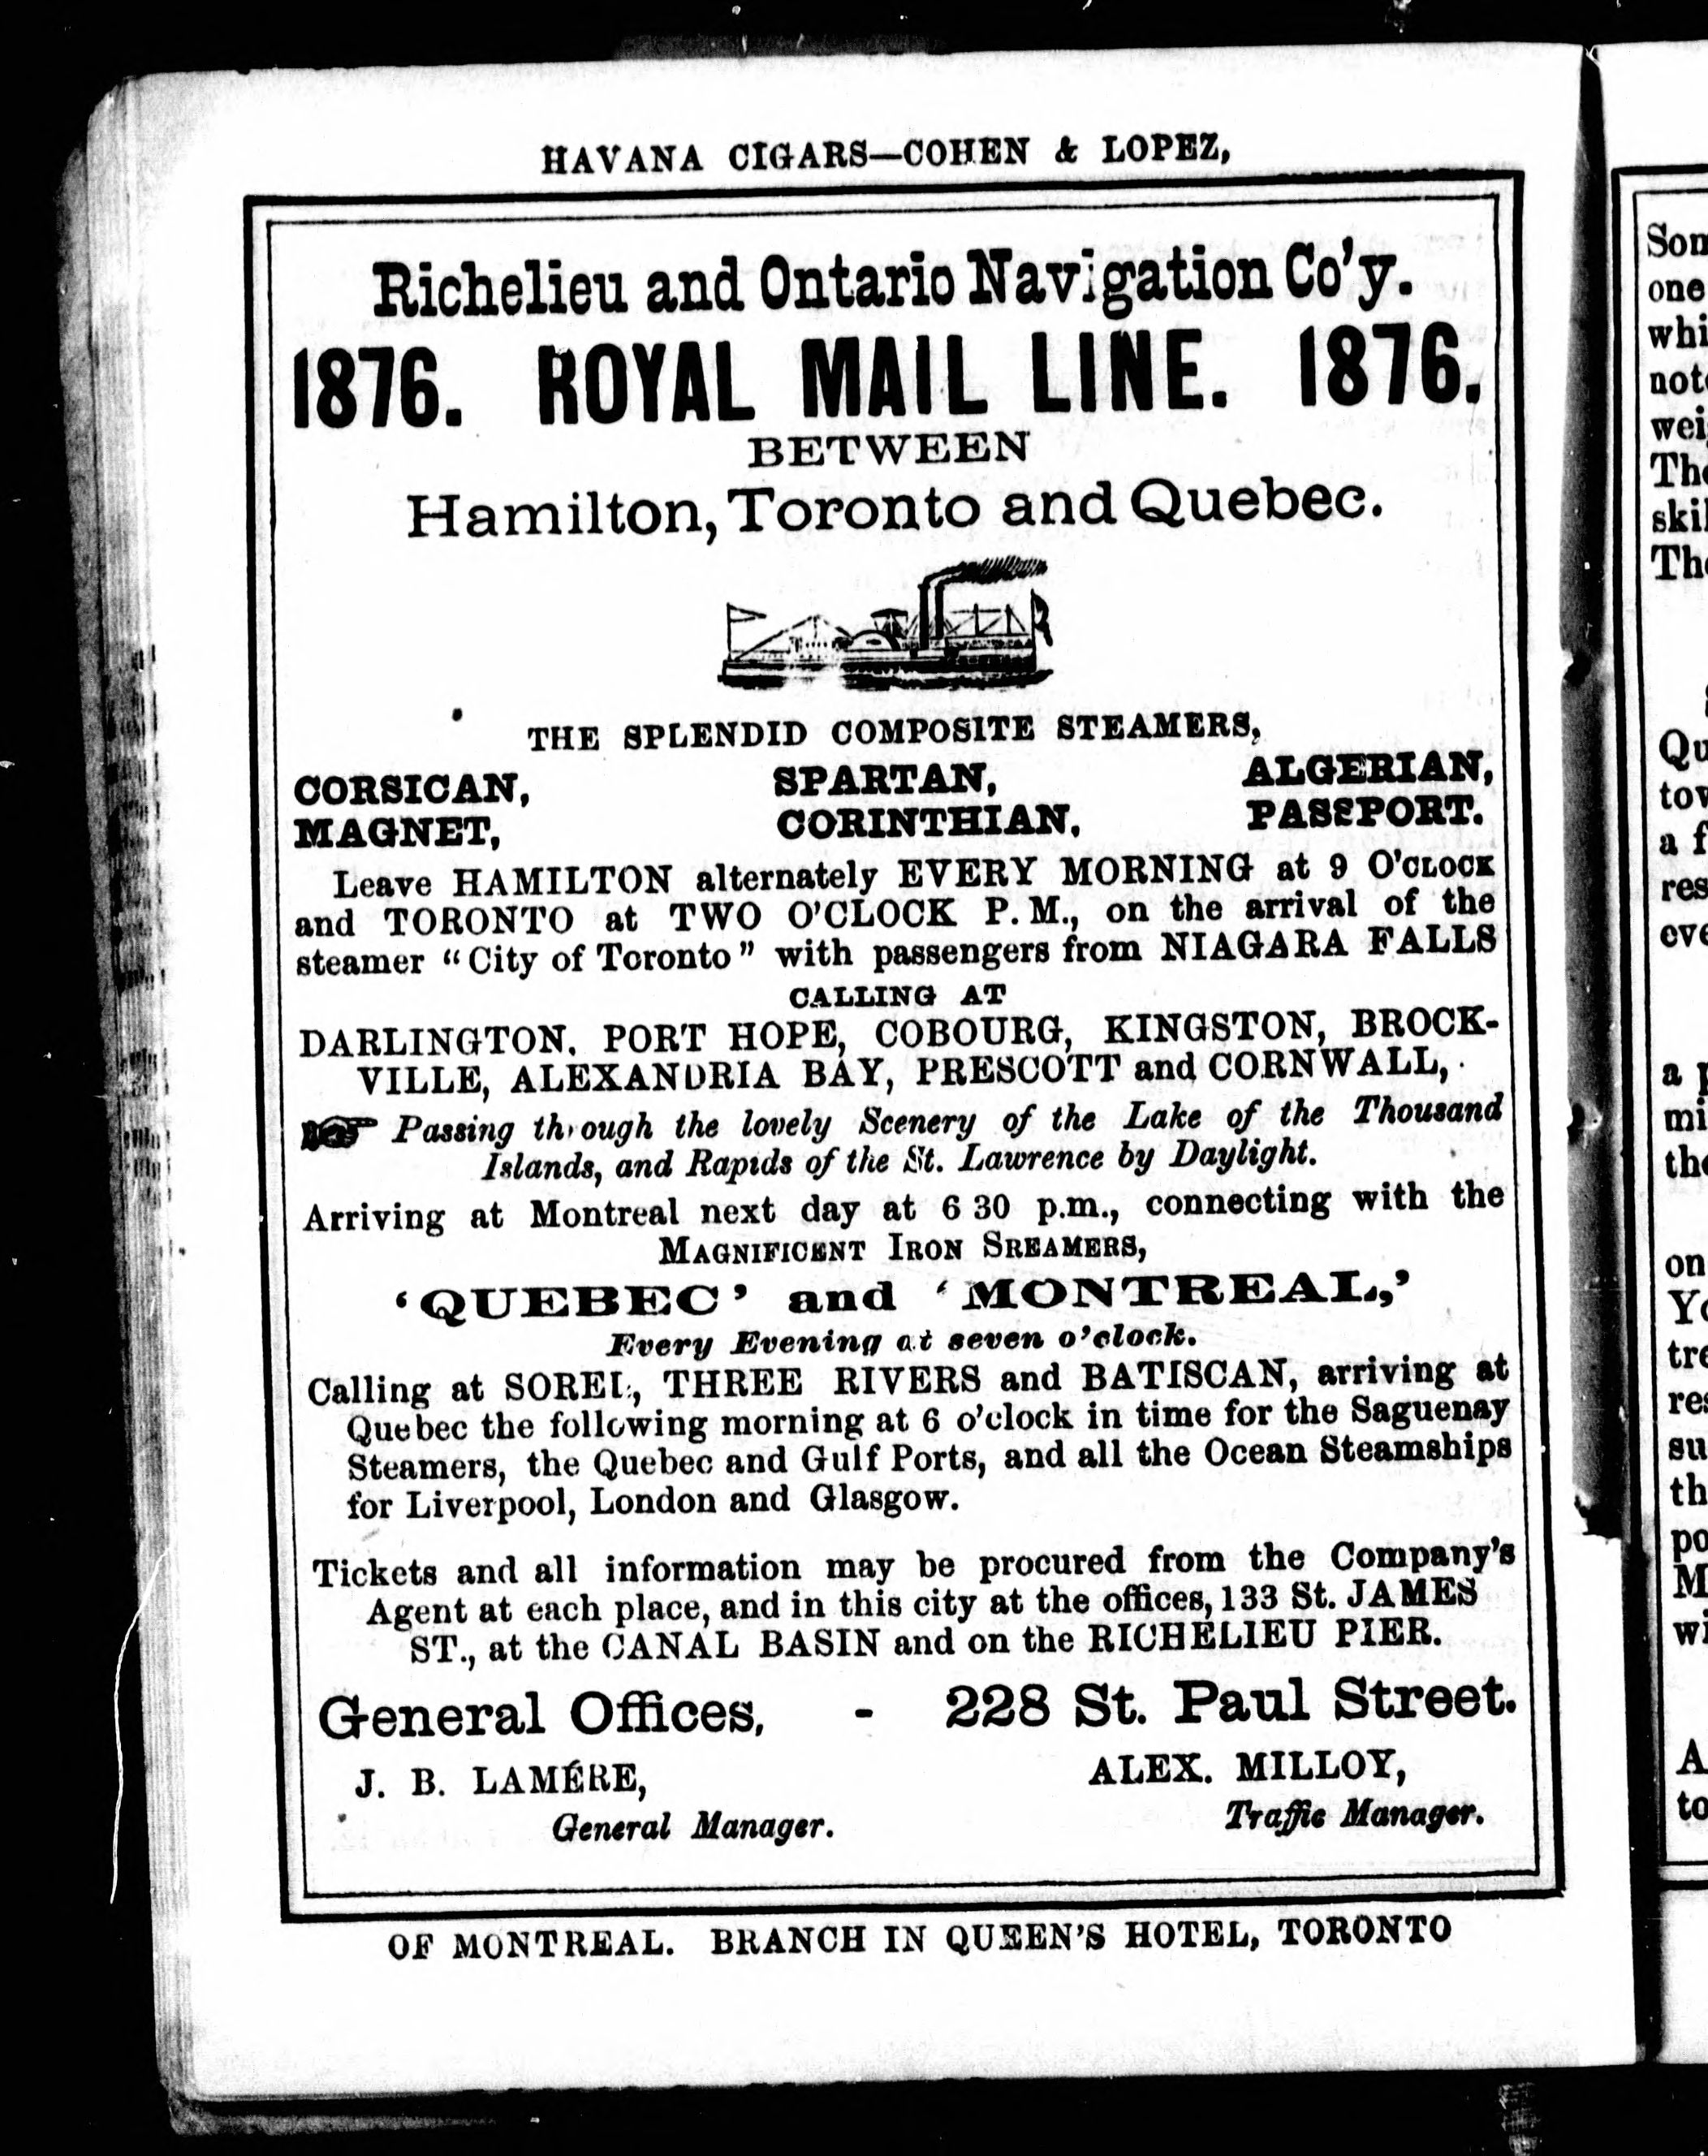 HAVANA CIGARS—COHEN & LOPEZ,
Richelieu and Ontario Navigation Co'y.
1876. ROYAL MAIL LINE. 1876.
BETWEEN
Hamilton, Toronto and Quebec.
THE SPLENDID COMPOSITE STEAMERS,
CORSICAN, SPARTAN, ALGERIAN,
MAGNET, CORINTHIAN, PASSPORT.
Leave HAMILTON alternately EVERY MORNING at 9 O'CLOCK
and TORONTO at TWO O'CLOCK P. M., on the arrival of the
steamer "City of Toronto" with passengers from NIAGARA FALLS
CALLING AT
DARLINGTON. PORT HOPE, COBOURG, KINGSTON, BROCK-
VILLE, ALEXANDRIA BAY, PRESCOTT and CORNWALL,
☞ Passing through the lovely Scenery of the Lake of the Thousand
Islands, and Rapids of the St. Lawrence by Daylight.
Arriving at Montreal next day at 6 30 p.m., connecting with the
MAGNIFICENT IRON SREAMERS,
'QUEBEC' and 'MONTREAL,'
Every Evening at seven o'clock.
Calling at SOREL, THREE RIVERS and BATISCAN, arriving at
Quebec the following morning at 6 o'clock in time for the Saguenay
Steamers, the Quebec and Gulf Ports, and all the Ocean Steamships
for Liverpool, London and Glasgow.
Tickets and all information may be procured from the Company's
Agent at each place, and in this city at the offices, 133 St. JAMES
ST., at the CANAL BASIN and on the RICHELIEU PIER.
General Offices, - 228 St. Paul Street.
J. B. LAMÉRE, ALEX. MILLOY,
General Manager. Traffic Manager.
OF MONTREAL. BRANCH IN QUEEN'S HOTEL, TORONTO